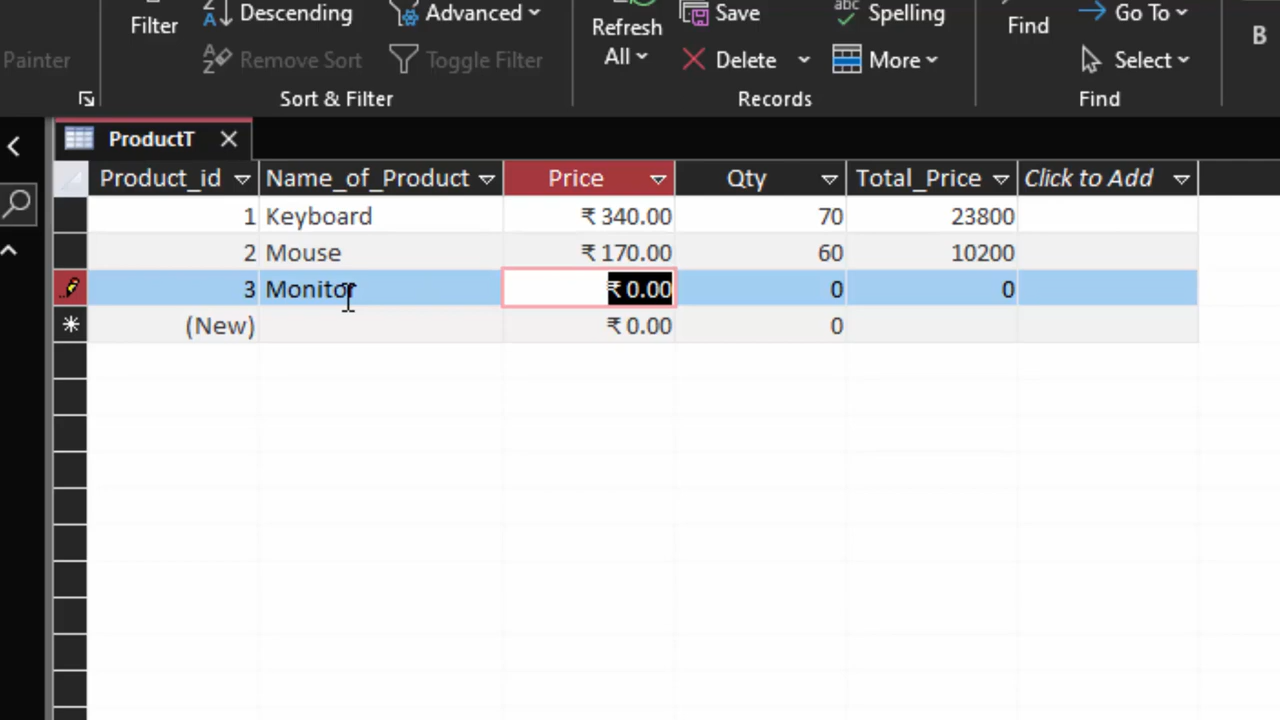 Descending Advanced Save Spelling Go To
Filter Refresh Find B
Painter Remove Sort Toggle Filter All Delete More Select
Sort & Filter Records Find
ProductT
Product_id Name_of_Product Price Qty Total_Price Click to Add
1 Keyboard ₹ 340.00 70 23800
2 Mouse ₹ 170.00 60 10200
3 Monitor ₹ 0.00 0 0
(New) ₹ 0.00 0